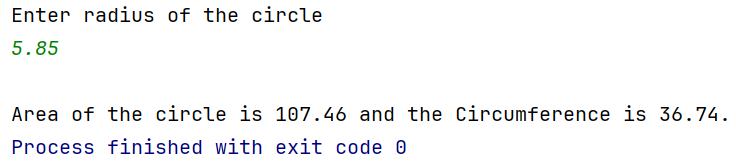 Enter radius of the circle
5.85
Area of the circle is 107.46 and the Circumference is 36.74.
Process finished with exit code 0